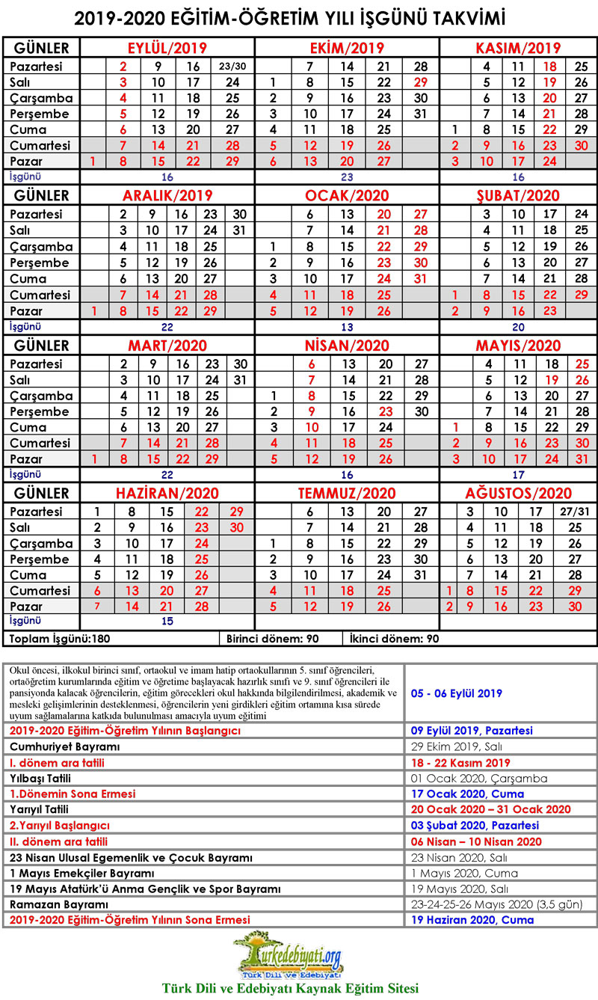 2019-2020 EĞİTİM-ÖĞRETİM YILI İŞGÜNÜ TAKVİMİ
GÜNLER EYLÜL/2019 EKİM/2019 KASIM/2019
Pazartesi 2 9 16 23/30 7 14 21 28 4 11 18 25
Salı 3 10 17 24 1 8 15 22 29 5 12 19 26
Çarşamba 4 11 18 25 2 9 16 23 30 6 13 20 27
Perşembe 5 12 19 26 3 10 17 24 31 7 14 21 28
Cuma 6 13 20 27 4 11 18 25 1 8 15 22 29
Cumartesi 7 14 21 28 5 12 19 26 2 9 16 23 30
Pazar 1 8 15 22 29 6 13 20 27 3 10 17 24
İşgünü 16 23 16
GÜNLER ARALIK/2019 OCAK/2020 ŞUBAT/2020
Pazartesi 2 9 16 23 30 6 13 20 27 3 10 17 24
Salı 3 10 17 24 31 7 14 21 28 4 11 18 25
Çarşamba 4 11 18 25 1 8 15 22 29 5 12 19 26
Perşembe 5 12 19 26 2 9 16 23 30 6 13 20 27
Cuma 6 13 20 27 3 10 17 24 31 7 14 21 28
Cumartesi 7 14 21 28 4 11 18 25 1 8 15 22 29
Pazar 1 8 15 22 29 5 12 19 26 2 9 16 23
İşgünü 22 13 20
GÜNLER MART/2020 NİSAN/2020 MAYIS/2020
Pazartesi 2 9 16 23 30 6 13 20 27 4 11 18 25
Salı 3 10 17 24 31 7 14 21 28 5 12 19 26
Çarşamba 4 11 18 25 1 8 15 22 29 6 13 20 27
Perşembe 5 12 19 26 2 9 16 23 30 7 14 21 28
Cuma 6 13 20 27 3 10 17 24 1 8 15 22 29
Cumartesi 7 14 21 28 4 11 18 25 2 9 16 23 30
Pazar 1 8 15 22 29 5 12 19 26 3 10 17 24 31
İşgünü 22 16 17
GÜNLER HAZİRAN/2020 TEMMUZ/2020 AĞUSTOS/2020
Pazartesi 1 8 15 22 29 6 13 20 27 3 10 17 27/31
Salı 2 9 16 23 30 7 14 21 28 4 11 18 25
Çarşamba 3 10 17 24 1 8 15 22 29 5 12 19 26
Perşembe 4 11 18 25 2 9 16 23 30 6 13 20 27
Cuma 5 12 19 26 3 10 17 24 31 7 14 21 28
Cumartesi 6 13 20 27 4 11 18 25 1 8 15 22 29
Pazar 7 14 21 28 5 12 19 26 2 9 16 23 30
İşgünü 15
Toplam İşgünü:180 Birinci dönem: 90 İkinci dönem: 90
Okul öncesi, ilkokul birinci sınıf, ortaokul ve imam hatip ortaokullarının 5. sınıf öğrencileri,
ortaöğretim kurumlarında eğitim ve öğretime başlayacak hazırlık sınıfı ve 9. sınıf öğrencileri ile
pansiyonda kalacak öğrencilerin, eğitim görecekleri okul hakkında bilgilendirilmesi, akademik ve
mesleki gelişimlerinin desteklenmesi, öğrencilerin yeni girdikleri eğitim ortamına kısa sürede
uyum sağlamalarına katkıda bulunulması amacıyla uyum eğitimi
05 - 06 Eylül 2019
2019-2020 Eğitim-Öğretim Yılının Başlangıcı 09 Eylül 2019, Pazartesi
Cumhuriyet Bayramı 29 Ekim 2019, Salı
I. dönem ara tatili 18 - 22 Kasım 2019
Yılbaşı Tatili 01 Ocak 2020, Çarşamba
1.Dönemin Sona Ermesi 17 Ocak 2020, Cuma
Yarıyıl Tatili 20 Ocak 2020 – 31 Ocak 2020
2.Yarıyıl Başlangıcı 03 Şubat 2020, Pazartesi
II. dönem ara tatili 06 Nisan – 10 Nisan 2020
23 Nisan Ulusal Egemenlik ve Çocuk Bayramı 23 Nisan 2020, Salı
1 Mayıs Emekçiler Bayramı 1 Mayıs 2020, Cuma
19 Mayıs Atatürk'ü Anma Gençlik ve Spor Bayramı 19 Mayıs 2020, Salı
Ramazan Bayramı 23-24-25-26 Mayıs 2020 (3,5 gün)
2019-2020 Eğitim-Öğretim Yılının Sona Ermesi 19 Haziran 2020, Cuma
Turkedebiyati.org
Türk Dili ve Edebiyatı
Türk Dili ve Edebiyatı Kaynak Eğitim Sitesi